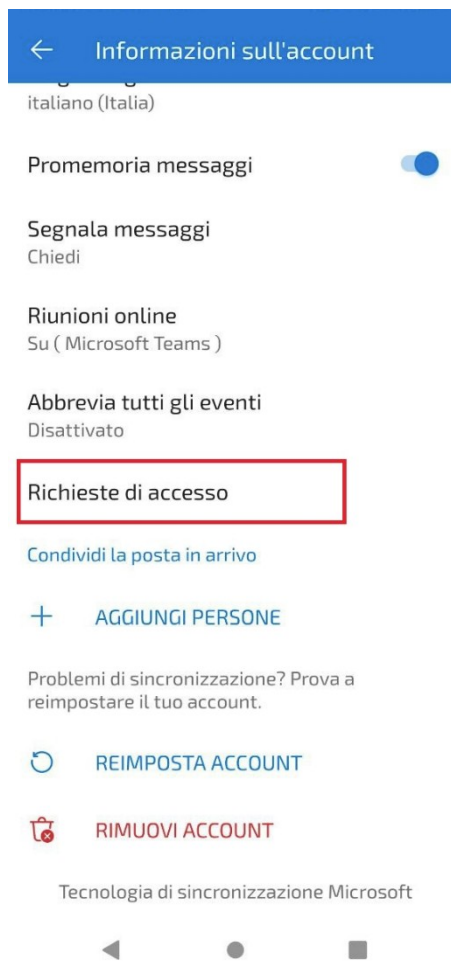 Informazioni sull'account
italiano (Italia)
Promemoria messaggi
Segnala messaggi
Chiedi
Riunioni online
Su ( Microsoft Teams )
Abbrevia tutti gli eventi
Disattivato
Richieste di accesso
Condividi la posta in arrivo
AGGIUNGI PERSONE
Problemi di sincronizzazione? Prova a
reimpostare il tuo account.
REIMPOSTA ACCOUNT
RIMUOVI ACCOUNT
Tecnologia di sincronizzazione Microsoft